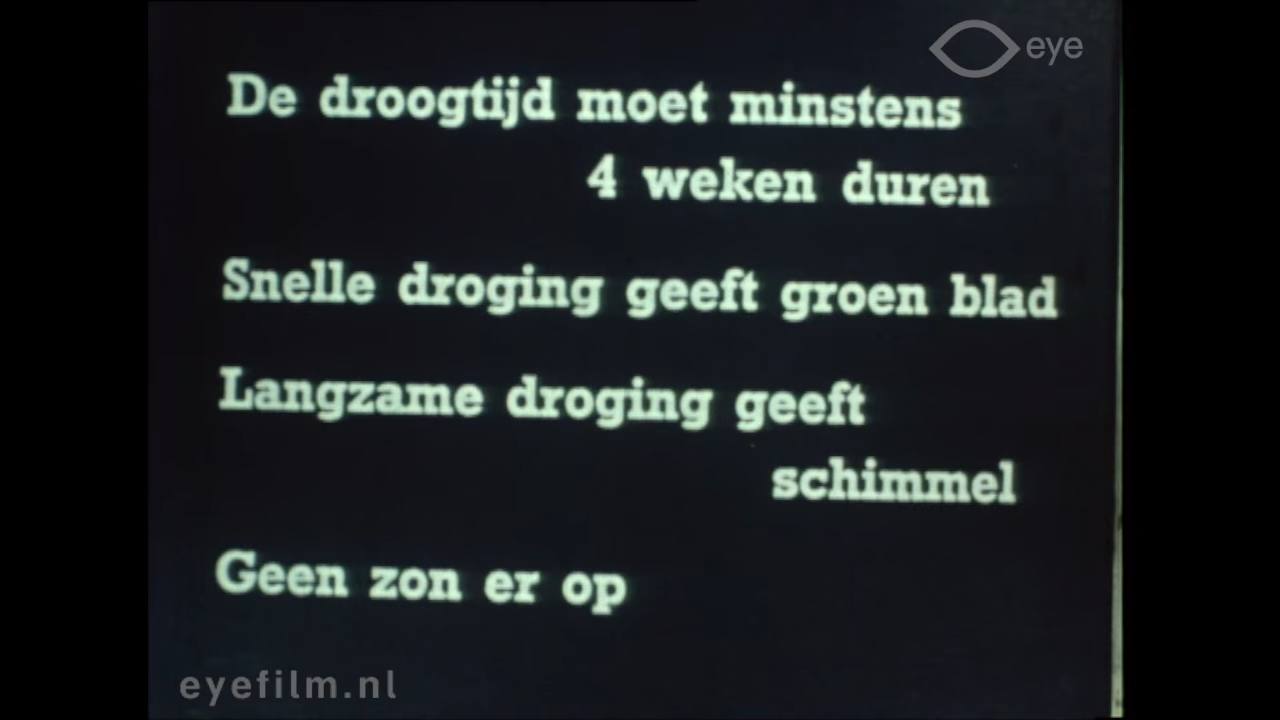 eye
De droogtijd moet minstens
4 weken duren
Snelle droging geeft groen blad
Langzame droging geeft
schimmel
Geen zon er op
eyefilm.nl